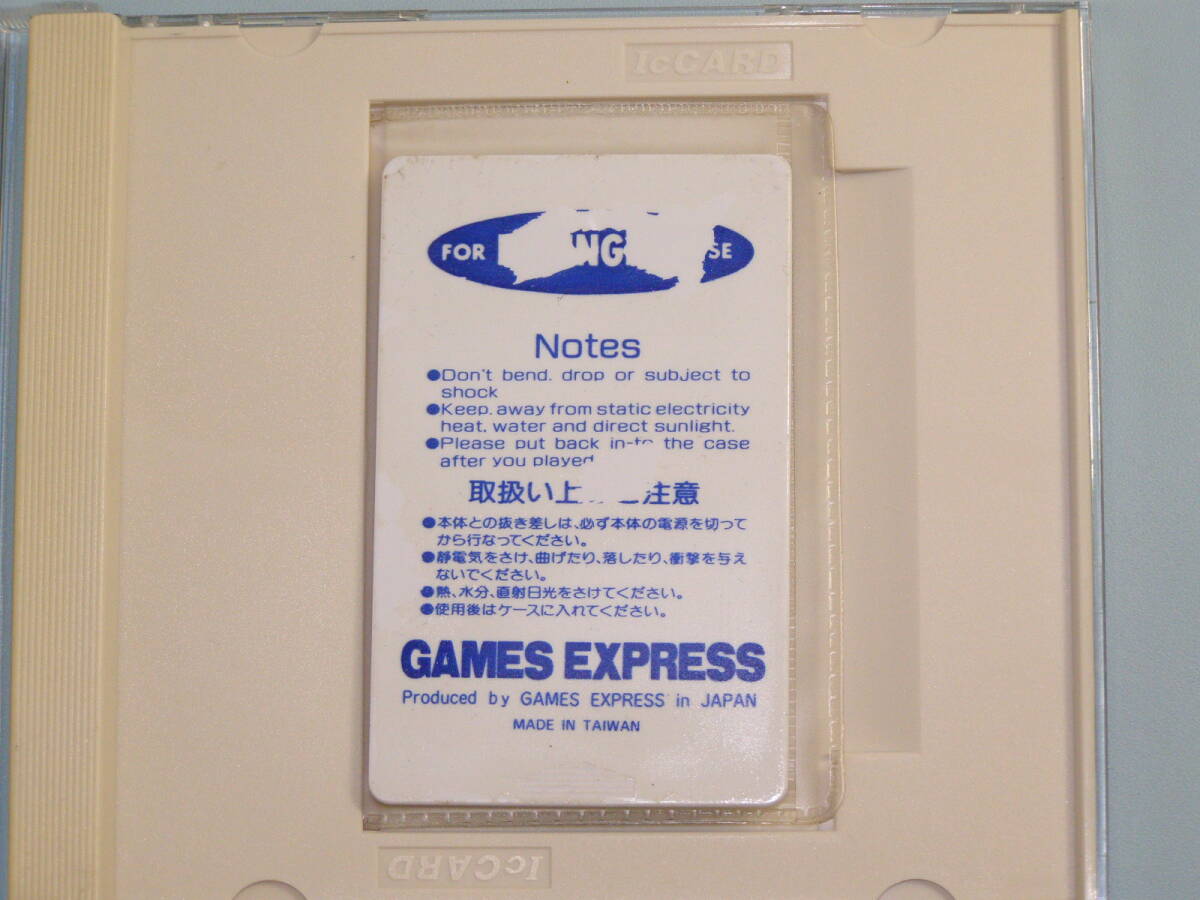 IcCARD
FOR NG SE
Notes
●Don't bend. drop or subject to
shock
●Keep. away from static electricity
heat. water and direct sunlight.
●Please put back in-to the case
after you played
取扱い上 注意
●本体との抜き差しは、必ず本体の電源を切って
から行なってください。
●静電気をさけ、曲げたり、落したり、衝撃を与え
ないでください。
●熱、水分、直射日光をさけてください。
●使用後はケースに入れてください。
GAMES EXPRESS
Produced by GAMES EXPRESS in JAPAN
MADE IN TAIWAN
IcCARD